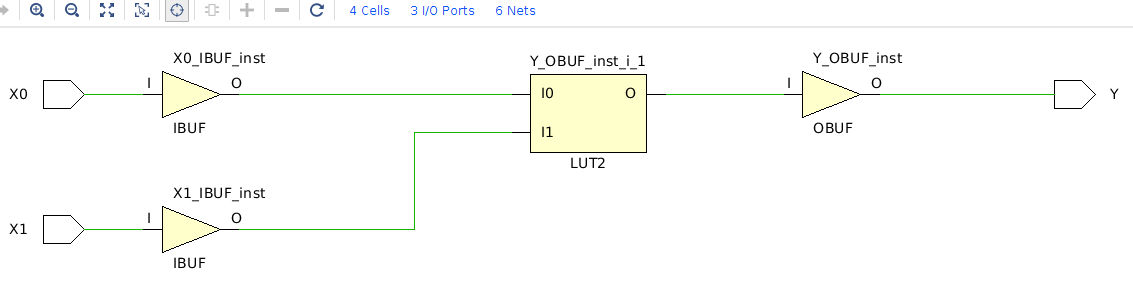 4 Cells 3 I/O Ports 6 Nets
X0_IBUF_inst Y_OBUF_inst_i_1 Y_OBUF_inst
X0 I O I0 O I O Y
IBUF I1 OBUF
LUT2
X1_IBUF_inst
X1 I O
IBUF